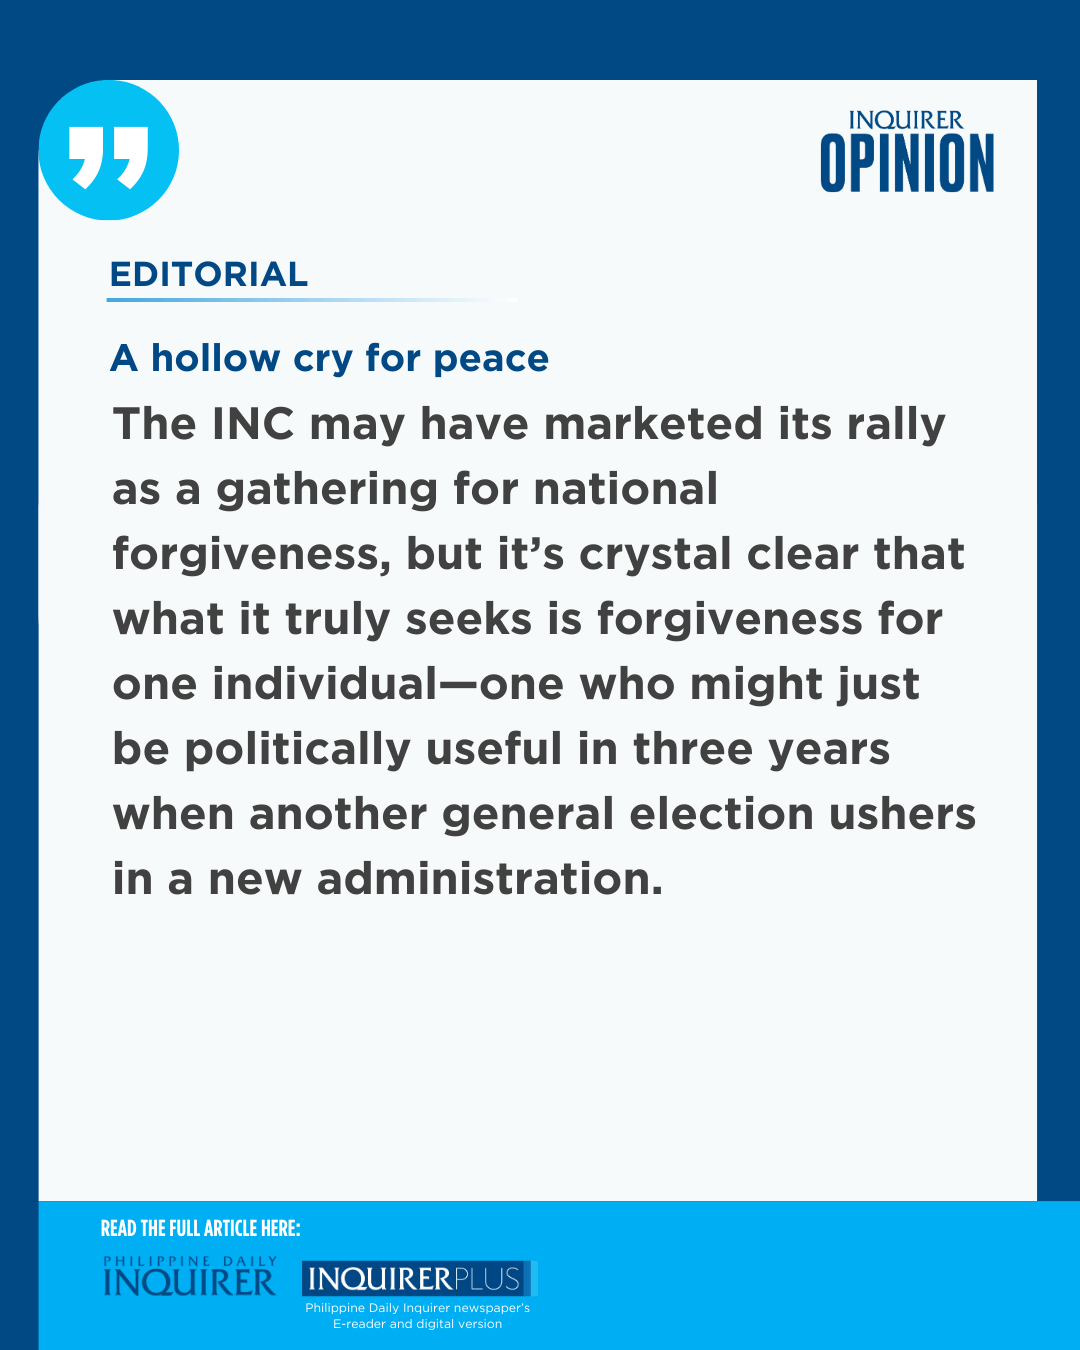 INQUIRER
OPINION
EDITORIAL
A hollow cry for peace
The INC may have marketed its rally
as a gathering for national
forgiveness, but it’s crystal clear that
what it truly seeks is forgiveness for
one individual—one who might just
be politically useful in three years
when another general election ushers
in a new administration.
READ THE FULL ARTICLE HERE:
PHILIPPINE DAILY
INQUIRER
INQUIRERPLUS
Philippine Daily Inquirer newspaper's
E-reader and digital version